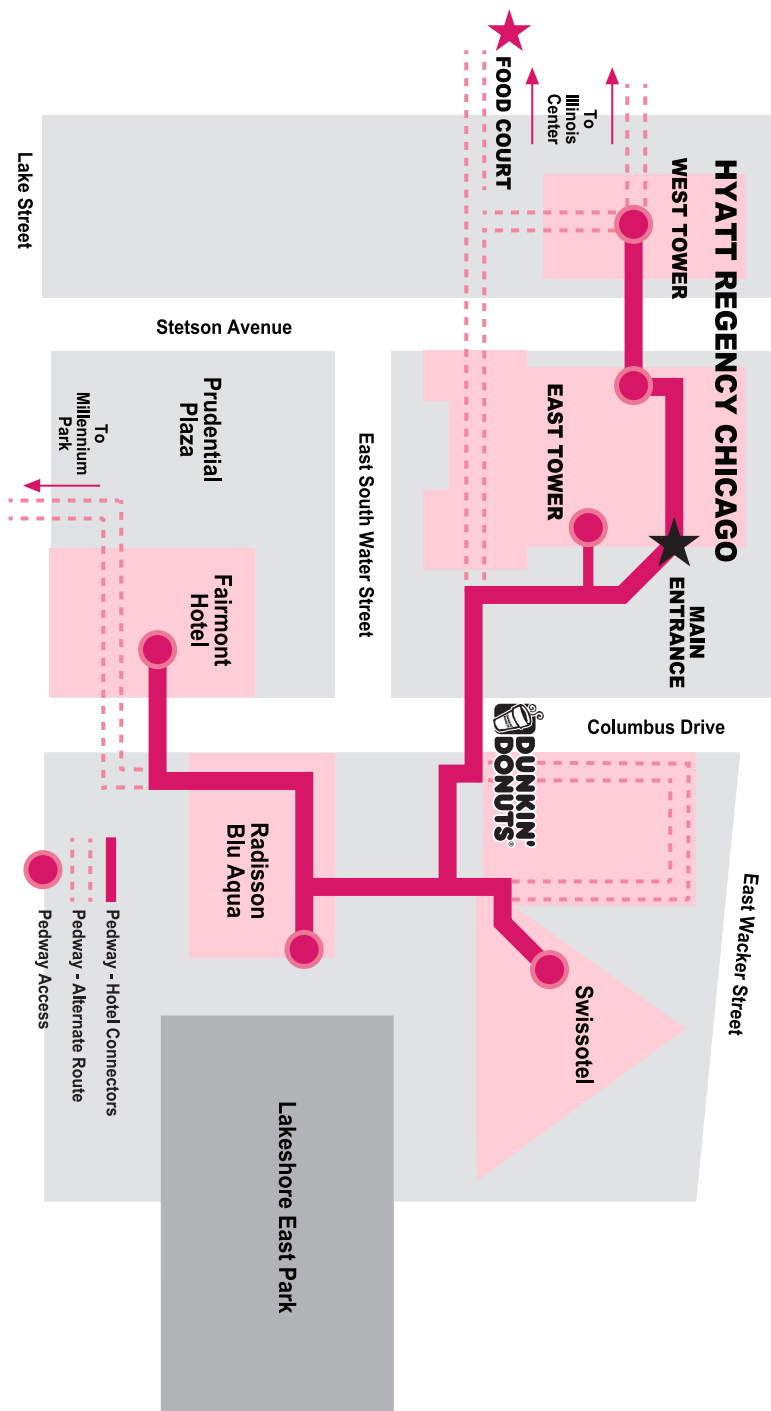 HYATT REGENCY CHICAGO
WEST TOWER
EAST TOWER
MAIN
ENTRANCE
To
Illinois
Center
FOOD COURT
Lake Street
Stetson Avenue
Columbus Drive
East Wacker Street
East South Water Street
Prudential
Plaza
To
Millennium
Park
Fairmont
Hotel
DUNKIN'
DONUTS®
Radisson
Blu Aqua
Swissotel
Lakeshore East Park
Pedway - Hotel Connectors
Pedway - Alternate Route
Pedway Access